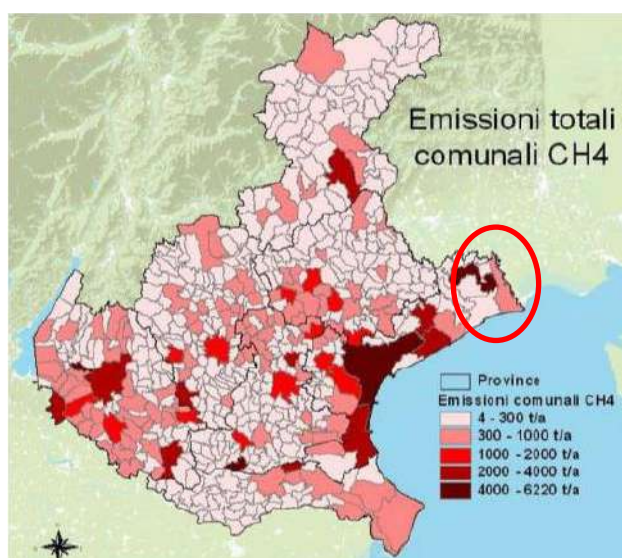 Emissioni totali
comunali CH4
Province
Emissioni comunali CH4
4 - 300 t/a
300 - 1000 t/a
1000 - 2000 t/a
2000 - 4000 t/a
4000 - 6220 t/a